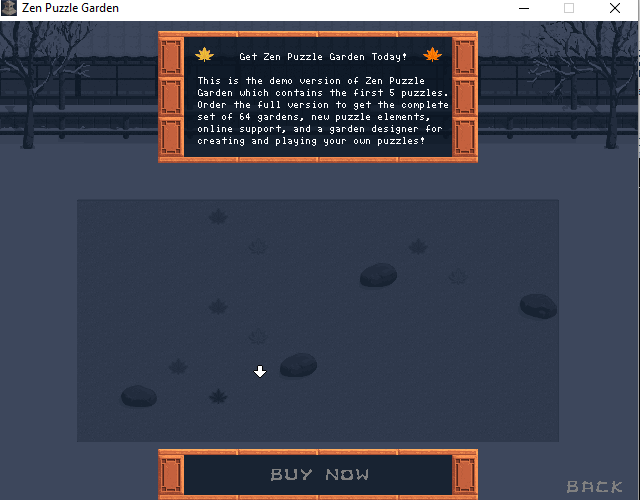 Zen Puzzle Garden
Get Zen Puzzle Garden Today!
This is the demo version of Zen Puzzle
Garden which contains the first 5 puzzles.
Order the full version to get the complete
set of 64 gardens, new puzzle elements,
online support, and a garden designer for
creating and playing your own puzzles!
BUY NOW
BACK